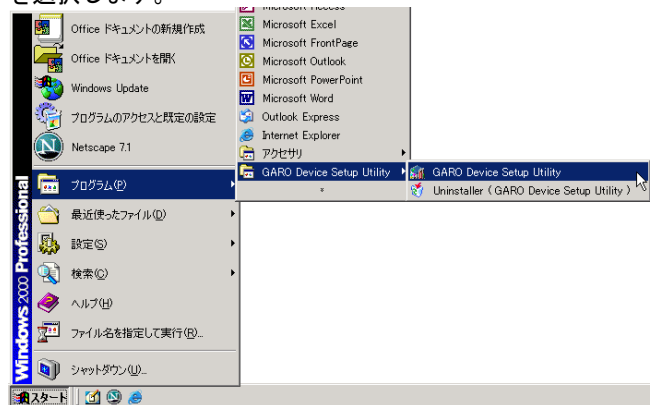 を選択します。
Microsoft Access
Microsoft Excel
Microsoft FrontPage
Microsoft Outlook
Microsoft PowerPoint
Microsoft Word
Outlook Express
Internet Explorer
アクセサリ
GARO Device Setup Utility
GARO Device Setup Utility
Uninstaller ( GARO Device Setup Utility )
Office ドキュメントの新規作成
Office ドキュメントを開く
Windows Update
プログラムのアクセスと既定の設定
Netscape 7.1
プログラム(P)
最近使ったファイル(D)
設定(S)
検索(C)
ヘルプ(H)
ファイル名を指定して実行(R)...
シャットダウン(U)...
Windows 2000 Professional
スタート